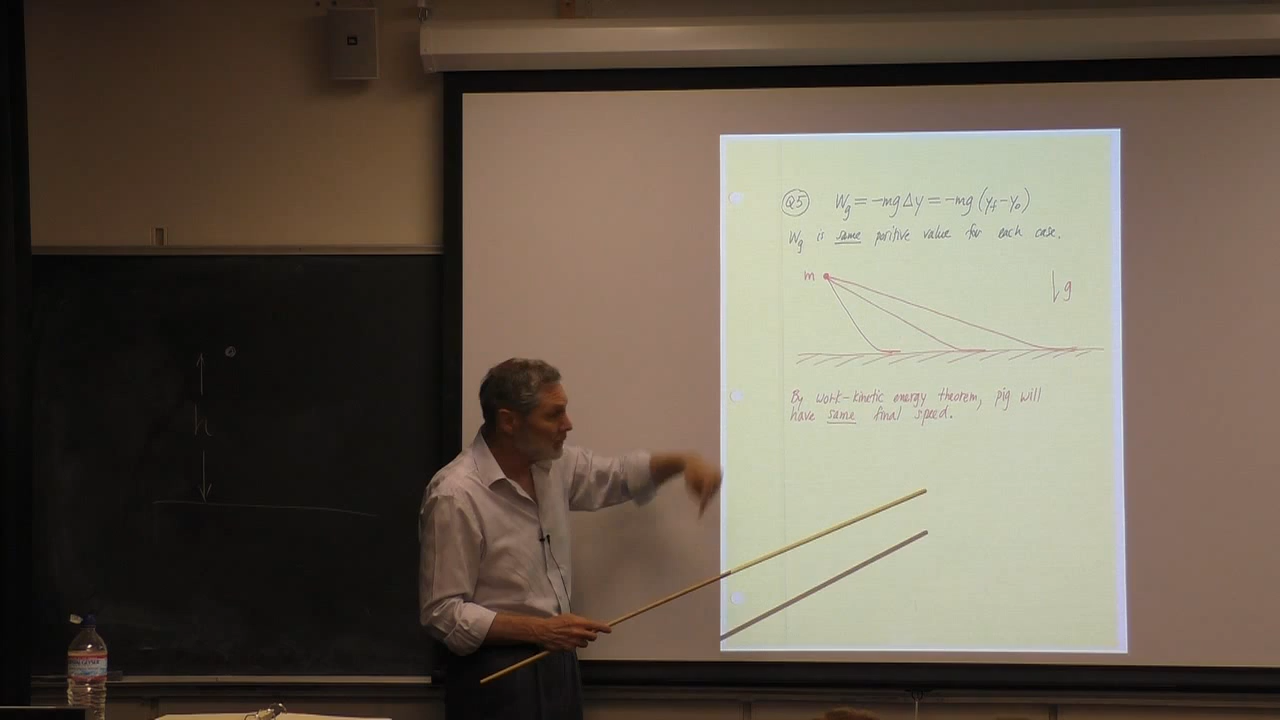 Q5 W_g = -mgΔy = -mg (y_f - y_o)
W_g is same positive value for each case.
m
g
By work-kinetic energy theorem, pig will
have same final speed.
h